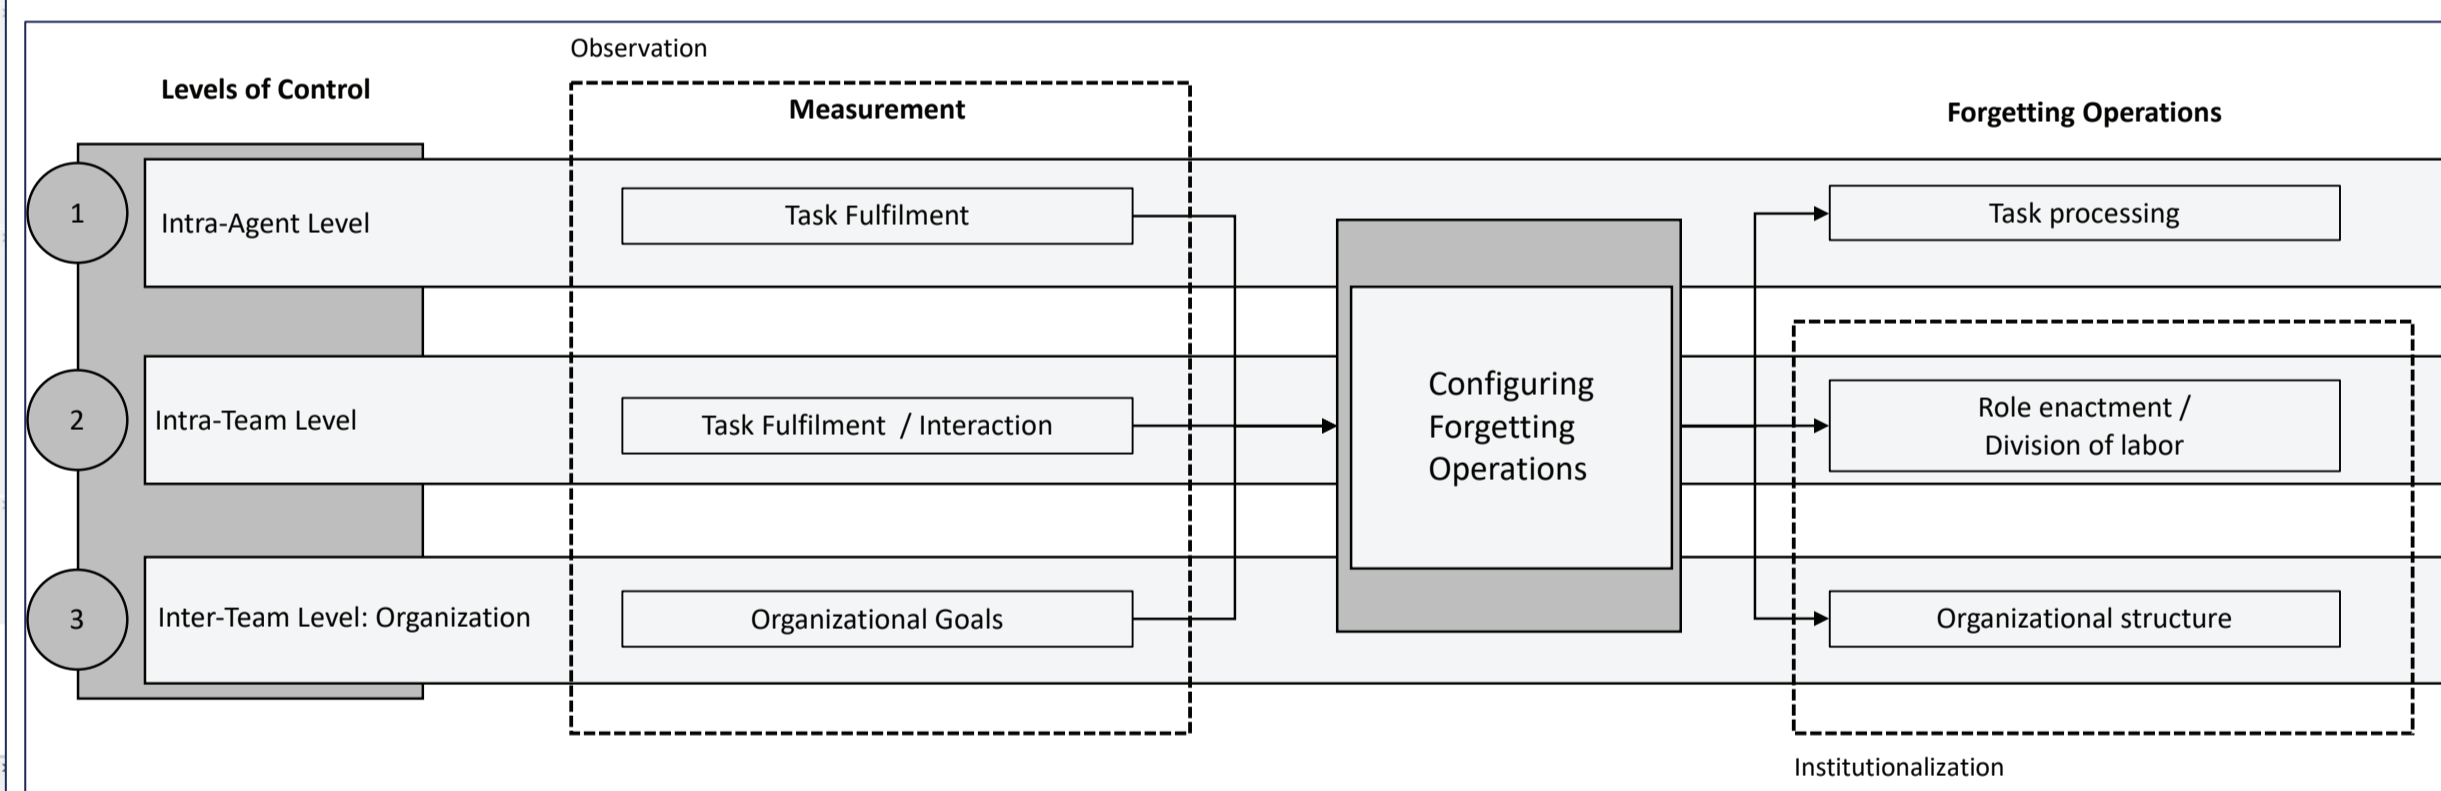 Observation
Levels of Control
Measurement
Forgetting Operations
1
Intra-Agent Level
Task Fulfilment
Task processing
2
Intra-Team Level
Task Fulfilment / Interaction
Configuring
Forgetting
Operations
Role enactment /
Division of labor
3
Inter-Team Level: Organization
Organizational Goals
Organizational structure
Institutionalization